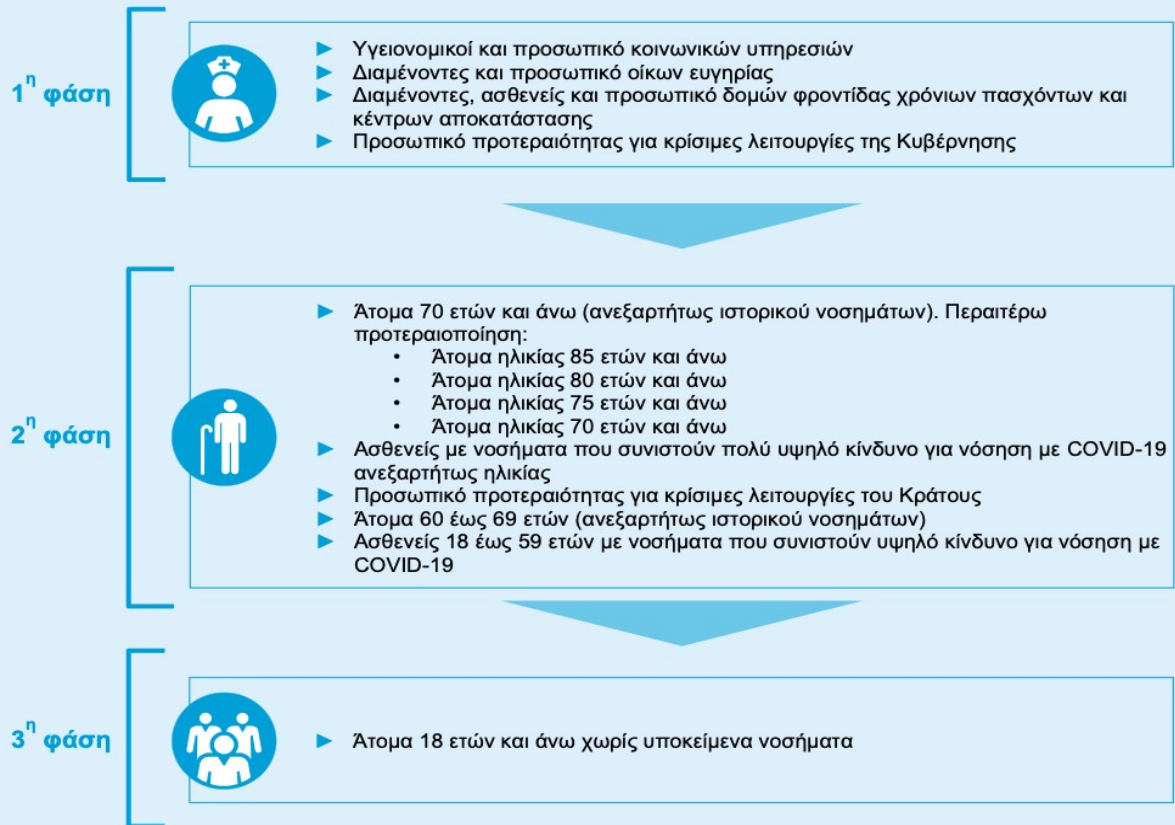 1η φάση
► Υγειονομικοί και προσωπικό κοινωνικών υπηρεσιών
► Διαμένοντες και προσωπικό οίκων ευγηρίας
► Διαμένοντες, ασθενείς και προσωπικό δομών φροντίδας χρόνιων πασχόντων και
κέντρων αποκατάστασης
► Προσωπικό προτεραιότητας για κρίσιμες λειτουργίες της Κυβέρνησης
2η φάση
► Άτομα 70 ετών και άνω (ανεξαρτήτως ιστορικού νοσημάτων). Περαιτέρω
προτεραιοποίηση:
• Άτομα ηλικίας 85 ετών και άνω
• Άτομα ηλικίας 80 ετών και άνω
• Άτομα ηλικίας 75 ετών και άνω
• Άτομα ηλικίας 70 ετών και άνω
► Ασθενείς με νοσήματα που συνιστούν πολύ υψηλό κίνδυνο για νόσηση με COVID-19
ανεξαρτήτως ηλικίας
► Προσωπικό προτεραιότητας για κρίσιμες λειτουργίες του Κράτους
► Άτομα 60 έως 69 ετών (ανεξαρτήτως ιστορικού νοσημάτων)
► Ασθενείς 18 έως 59 ετών με νοσήματα που συνιστούν υψηλό κίνδυνο για νόσηση με
COVID-19
3η φάση
► Άτομα 18 ετών και άνω χωρίς υποκείμενα νοσήματα